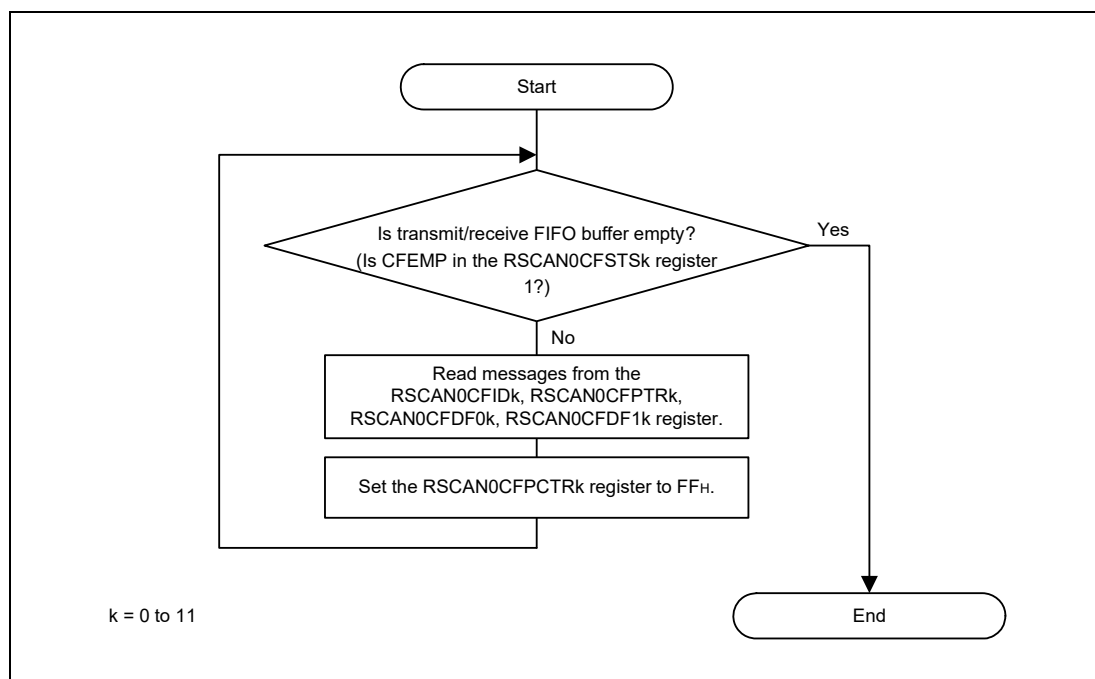 Start
Is transmit/receive FIFO buffer empty?
(Is CFEMP in the RSCAN0CFSTSk register
1?)
Yes
No
Read messages from the
RSCAN0CFIDk, RSCAN0CFPTRk,
RSCAN0CFDF0k, RSCAN0CFDF1k register.
Set the RSCAN0CFPCTRk register to FFH.
k = 0 to 11
End